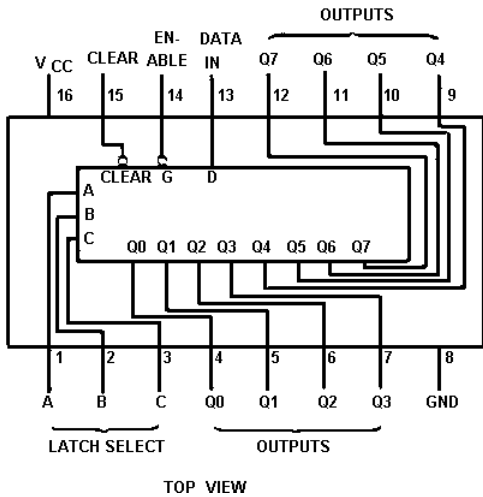 OUTPUTS
EN- DATA
V CC CLEAR ABLE IN Q7 Q6 Q5 Q4
16 15 14 13 12 11 10 9
CLEAR G D
A
B
C
Q0 Q1 Q2 Q3 Q4 Q5 Q6 Q7
1 2 3 4 5 6 7 8
A B C Q0 Q1 Q2 Q3 GND
LATCH SELECT OUTPUTS
TOP VIEW